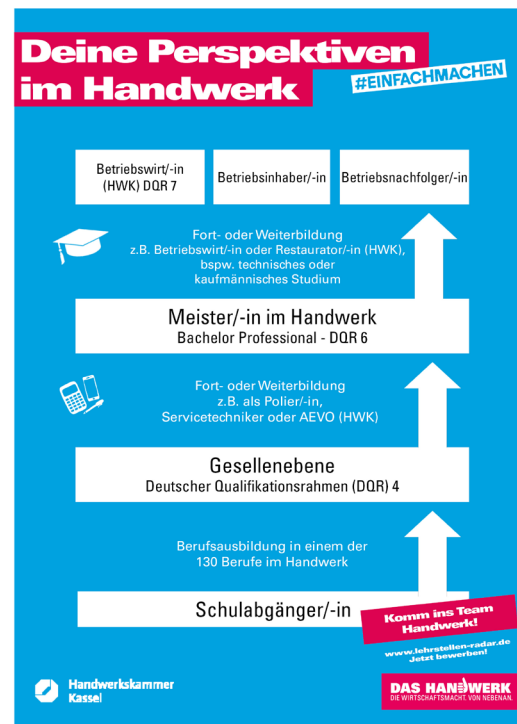 Deine Perspektiven
im Handwerk
#EINFACHMACHEN
Betriebswirt/-in
(HWK) DQR 7
Betriebsinhaber/-in
Betriebsnachfolger/-in
Fort- oder Weiterbildung
z.B. Betriebswirt/-in oder Restaurator/-in (HWK),
bspw. technisches oder
kaufmännisches Studium
Meister/-in im Handwerk
Bachelor Professional - DQR 6
Fort- oder Weiterbildung
z.B. als Polier/-in,
Servicetechniker oder AEVO (HWK)
Gesellenebene
Deutscher Qualifikationsrahmen (DQR) 4
Berufsausbildung in einem der
130 Berufe im Handwerk
Schulabgänger/-in
Komm ins Team
Handwerk!
www.lehrstellen-radar.de
Jetzt bewerben!
Handwerkskammer
Kassel
DAS HANDWERK
DIE WIRTSCHAFTSMACHT. VON NEBENAN.